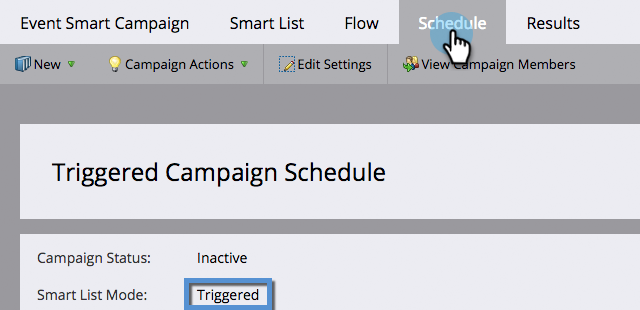 Event Smart Campaign Smart List Flow Schedule Results
New Campaign Actions Edit Settings View Campaign Members
Triggered Campaign Schedule
Campaign Status: Inactive
Smart List Mode: Triggered